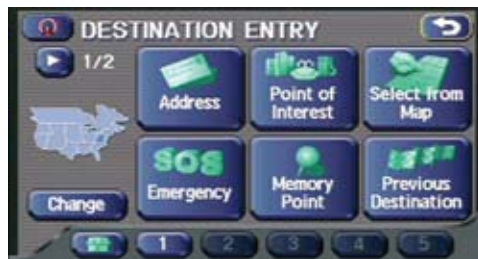 DESTINATION ENTRY
1/2
Address
Point of
Interest
Select from
Map
SOS
Emergency
Memory
Point
Previous
Destination
Change
1
2
3
4
5